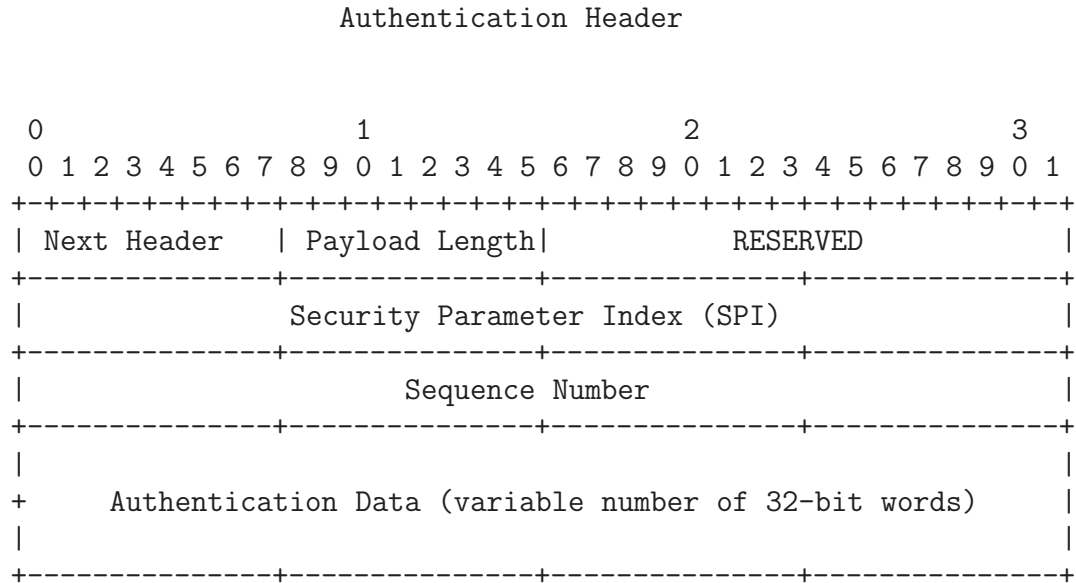 Authentication Header
0                   1                   2                   3
0 1 2 3 4 5 6 7 8 9 0 1 2 3 4 5 6 7 8 9 0 1 2 3 4 5 6 7 8 9 0 1
+-+-+-+-+-+-+-+-+-+-+-+-+-+-+-+-+-+-+-+-+-+-+-+-+-+-+-+-+-+-+-+-+
| Next Header   | Payload Length|           RESERVED            |
+---------------+---------------+---------------+---------------+
|                Security Parameter Index (SPI)                 |
+---------------+---------------+---------------+---------------+
|                       Sequence Number                         |
+---------------+---------------+---------------+---------------+
|                                                               |
+     Authentication Data (variable number of 32-bit words)     |
|                                                               |
+---------------+---------------+---------------+---------------+